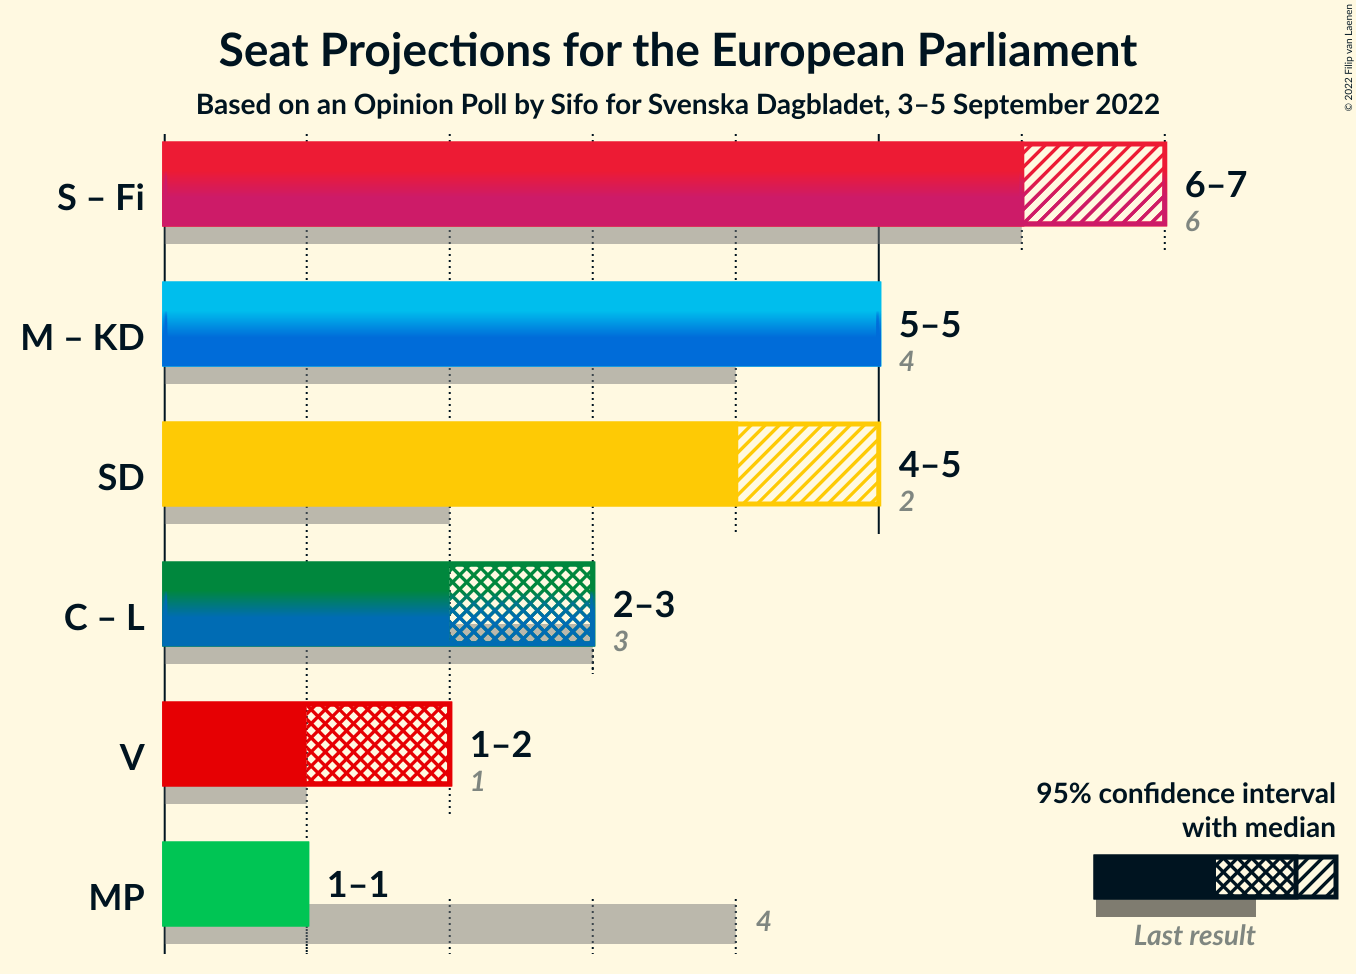 Seat Projections for the European Parliament
Based on an Opinion Poll by Sifo for Svenska Dagbladet, 3–5 September 2022
© 2022 Filip van Laenen
S – Fi
6–7
6
M – KD
5–5
4
SD
4–5
2
C – L
2–3
3
V
1–2
1
MP
1–1
4
95% confidence interval
with median
Last result